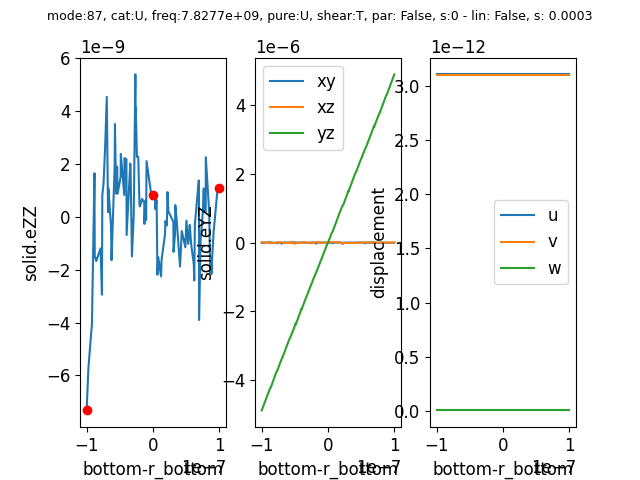 mode:87, cat:U, freq:7.8277e+09, pure:U, shear:T, par: False, s:0 - lin: False, s: 0.0003
1e−9
6
4
2
0
−2
−4
−6
solid.eZZ
−1
0
1
1e−7
bottom-r_bottom
1e−6
4
2
0
−2
−4
solid.eYZ
xy
xz
yz
−1
0
1
1e−7
bottom-r_bottom
1e−12
3.0
2.5
2.0
1.5
1.0
0.5
0.0
displacement
u
v
w
−1
0
1
1e−7
bottom-r_bottom